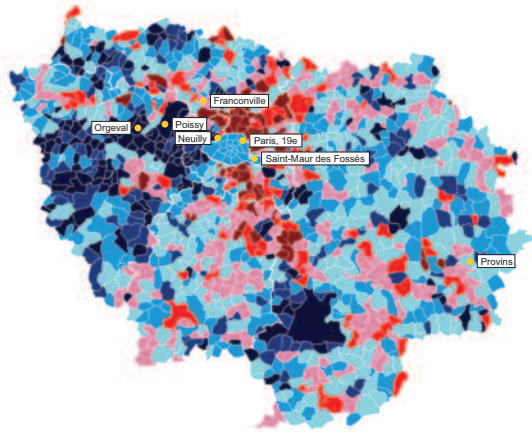 Franconville
Orgeval
Poissy
Neuilly
Paris, 19e
Saint-Maur des Fossés
Provins